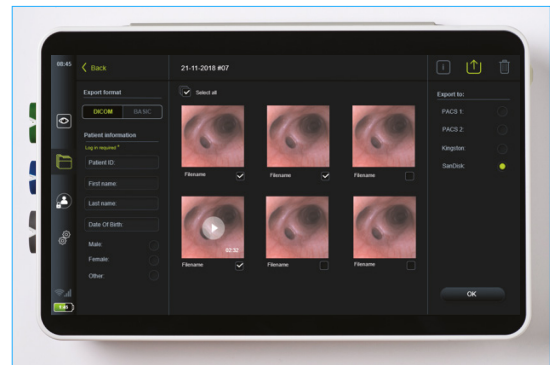 08:45
Back
21-11-2018 #07
Export format
Select all
Export to:
DICOM
BASIC
PACS 1:
Patient information
PACS 2:
Log in required *
Patient ID:
Kingston:
First name:
SanDisk:
Filename
Filename
Filename
Last name:
Date Of Birth:
Male:
Female:
02:32
Other:
Filename
Filename
Filename
OK